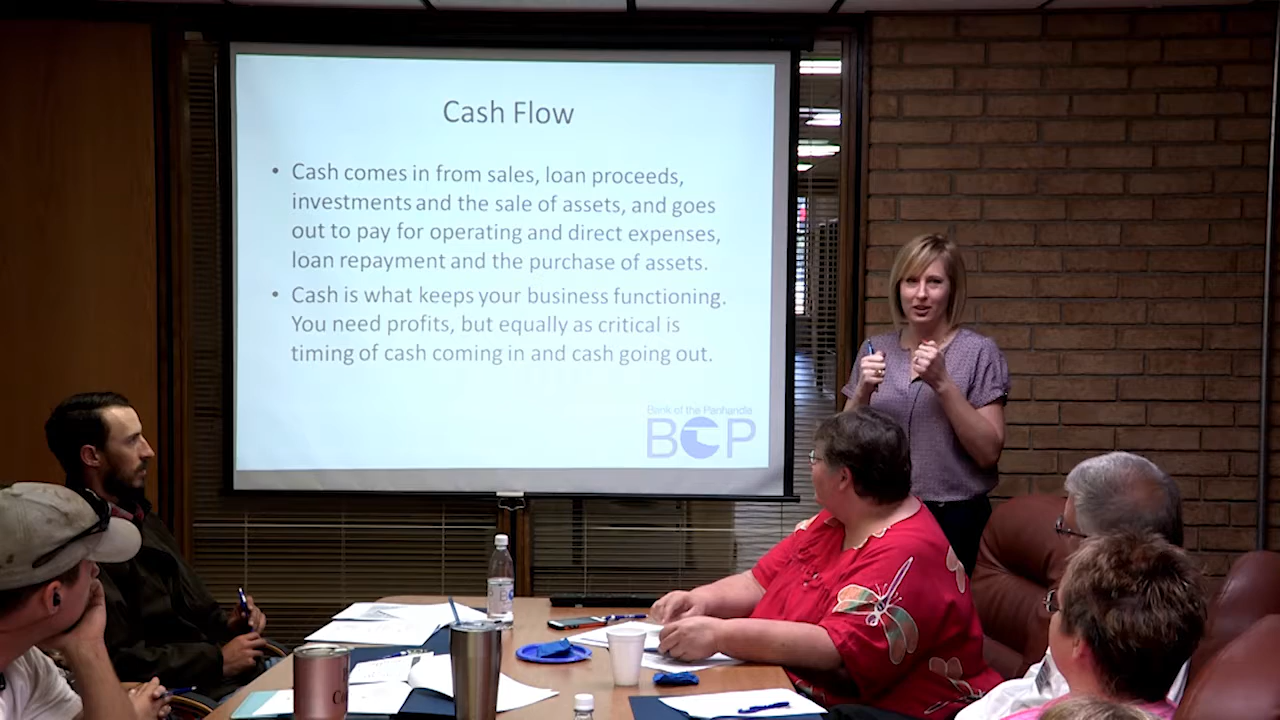 Cash Flow
• Cash comes in from sales, loan proceeds,
investments and the sale of assets, and goes
out to pay for operating and direct expenses,
loan repayment and the purchase of assets.
• Cash is what keeps your business functioning.
You need profits, but equally as critical is
timing of cash coming in and cash going out.
Bank of the Panhandle
BOP